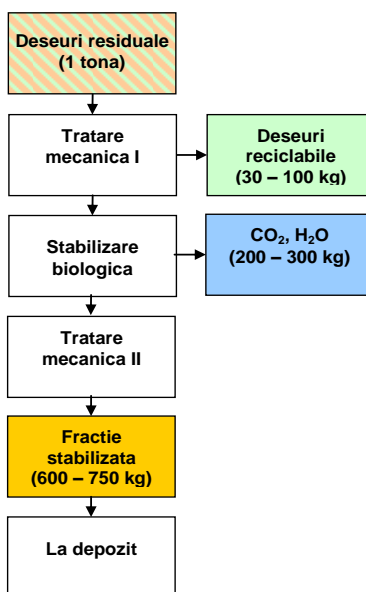 Deseuri residuale
(1 tona)
Tratare
mecanica I
Deseuri
reciclabile
(30 – 100 kg)
Stabilizare
biologica
CO₂, H₂O
(200 – 300 kg)
Tratare
mecanica II
Fractie
stabilizata
(600 – 750 kg)
La depozit